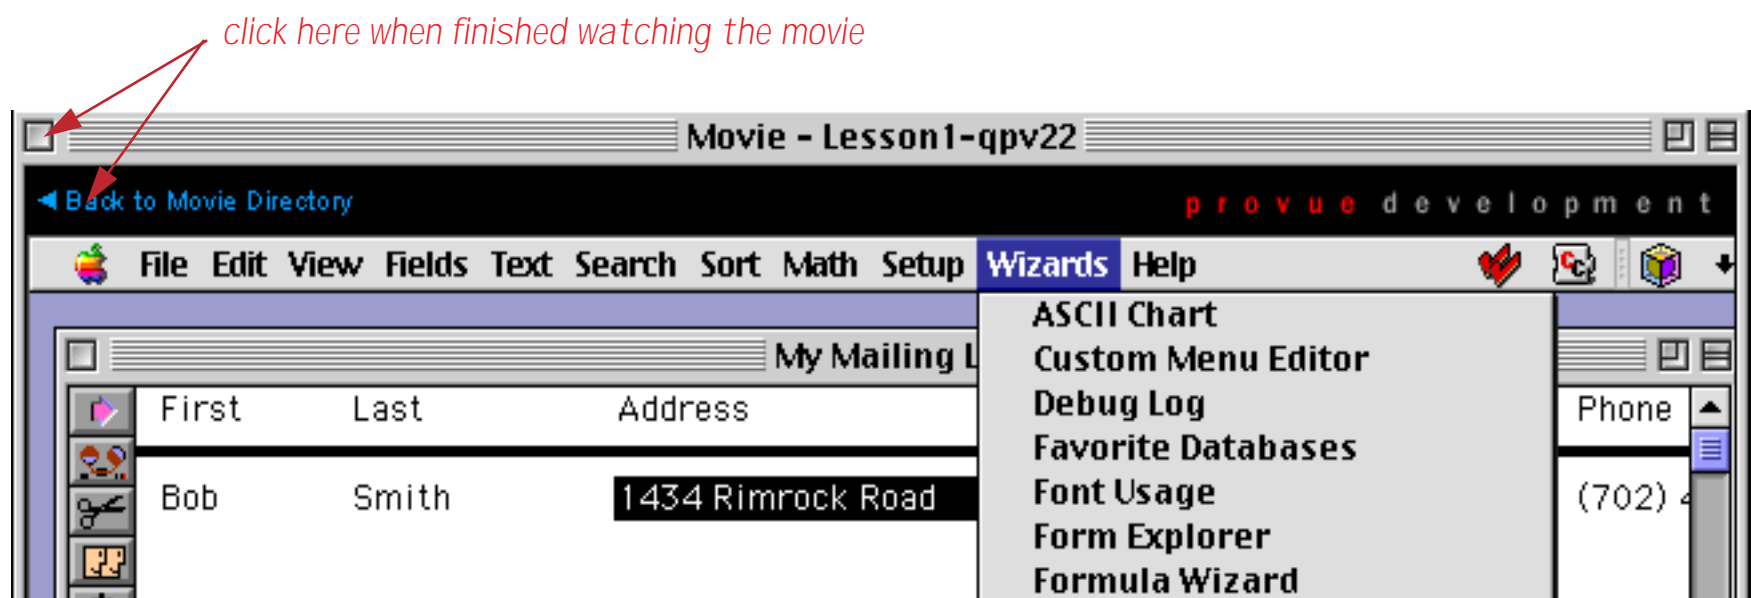 click here when finished watching the movie
Movie - Lesson1-qpv22
Back to Movie Directory
provue development
File Edit View Fields Text Search Sort Math Setup Wizards Help
ASCII Chart
My Mailing L
Custom Menu Editor
First Last Address Debug Log Phone
Favorite Databases
Bob Smith 1434 Rimrock Road Font Usage (702) 4
Form Explorer
Formula Wizard